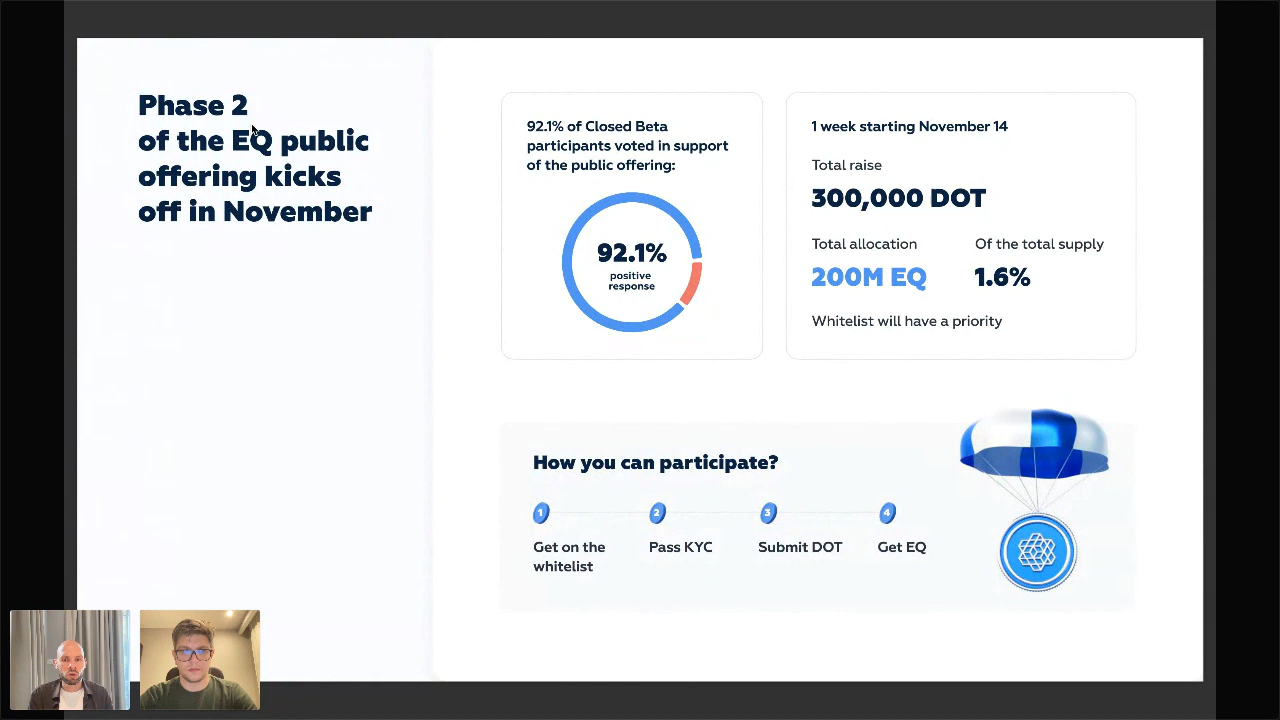 Phase 2
of the EQ public
offering kicks
off in November
92.1% of Closed Beta
participants voted in support
of the public offering:
92.1%
positive
response
1 week starting November 14
Total raise
300,000 DOT
Total allocation
Of the total supply
200M EQ
1.6%
Whitelist will have a priority
How you can participate?
1
2
3
4
Get on the
whitelist
Pass KYC
Submit DOT
Get EQ